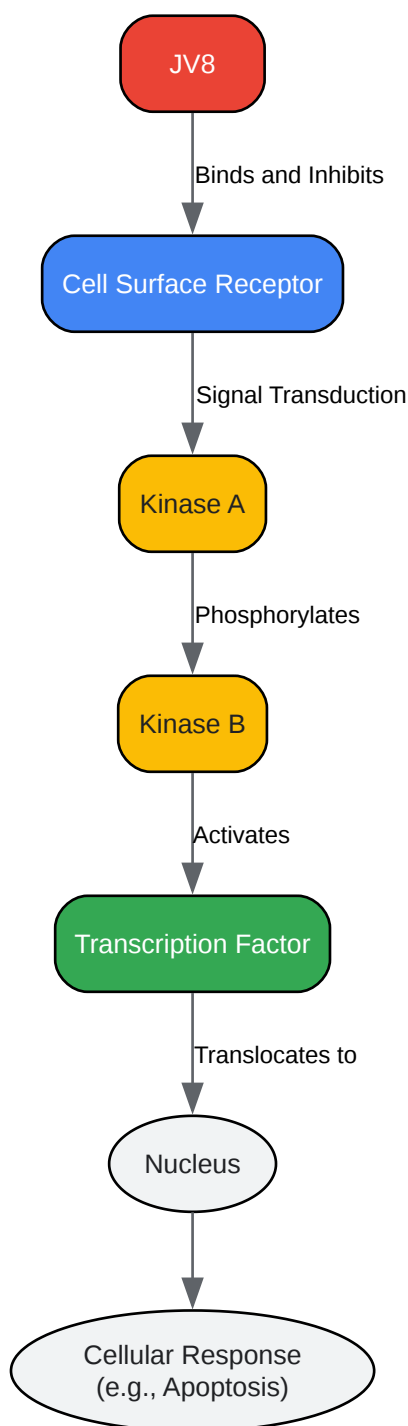 JV8
Binds and Inhibits
Cell Surface Receptor
Signal Transduction
Kinase A
Phosphorylates
Kinase B
Activates
Transcription Factor
Translocates to
Nucleus
Cellular Response
(e.g., Apoptosis)